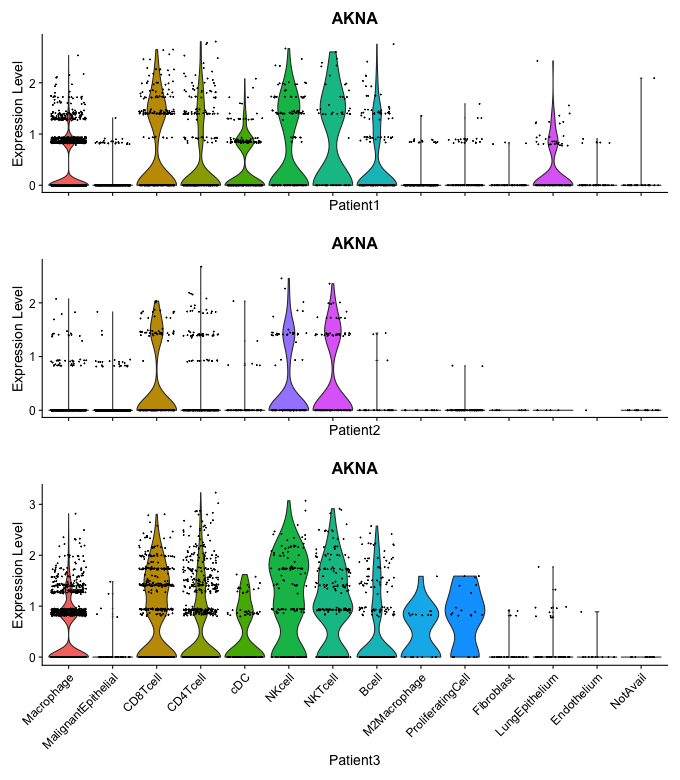 AKNA
Expression Level
2
1
0
Patient1
AKNA
Expression Level
2
1
0
Patient2
AKNA
Expression Level
3
2
1
0
Macrophage
MalignantEpithelial
CD8Tcell
CD4Tcell
cDC
NKcell
NKTcell
Bcell
M2Macrophage
ProliferatingCell
Fibroblast
LungEpithelium
Endothelium
NotAvail
Patient3